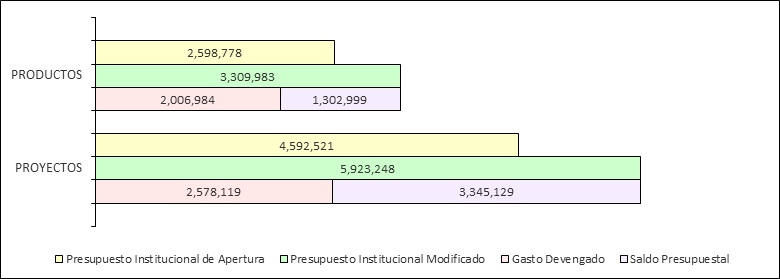 2,598,778
PRODUCTOS
3,309,983
2,006,984 1,302,999
4,592,521
PROYECTOS
5,923,248
2,578,119 3,345,129
Presupuesto Institucional de Apertura Presupuesto Institucional Modificado Gasto Devengado Saldo Presupuestal